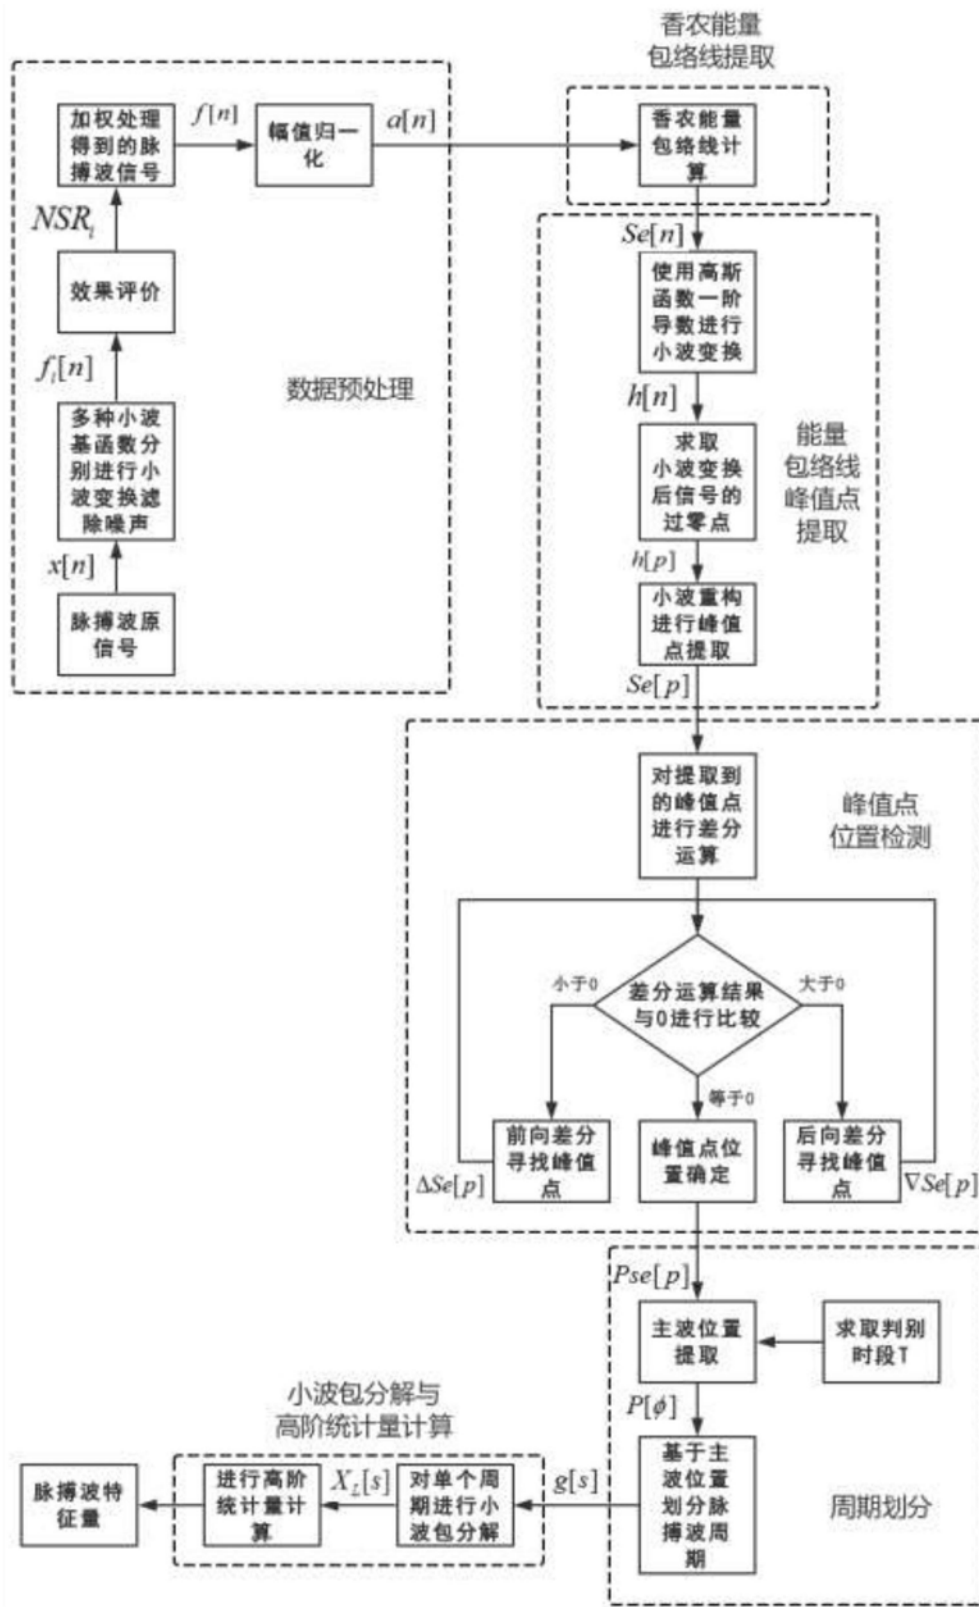 香农能量
包络线提取
加权处理
得到的脉
搏波信号
f[n]
幅值归一
化
a[n]
香农能量
包络线计
算
NSR_i
Se[n]
效果评价
使用高斯
函数一阶
导数进行
小波变换
f_i[n]
数据预处理
h[n]
多种小波
基函数分
别进行小
波变换滤
除噪声
求取
小波变换
后信号的
过零点
能量
包络线
峰值点
提取
x[n]
h[p]
脉搏波原
信号
小波重构
进行峰值
点提取
Se[p]
对提取到
的峰值点
进行差分
运算
峰值点
位置检测
小于0
差分运算结果
与0进行比较
大于0
等于0
前向差分
寻找峰值
点
峰值点位
置确定
后向差分
寻找峰值
点
ΔSe[p]
∇Se[p]
Pse[p]
主波位置
提取
求取判别
时段T
P[ϕ]
小波包分解与
高阶统计量计算
脉搏波特
征量
进行高阶
统计量计
算
X_L[s]
对单个周
期进行小
波包分解
g[s]
基于主
波位置
划分脉
搏波周
期
周期划分